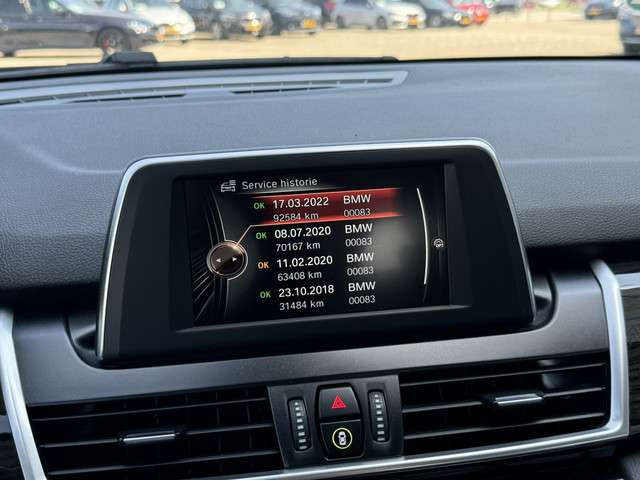 Service historie
OK 17.03.2022 BMW
92584 km 00083
OK 08.07.2020 BMW
70167 km 00083
OK 11.02.2020 BMW
63408 km 00083
OK 23.10.2018 BMW
31484 km 00083